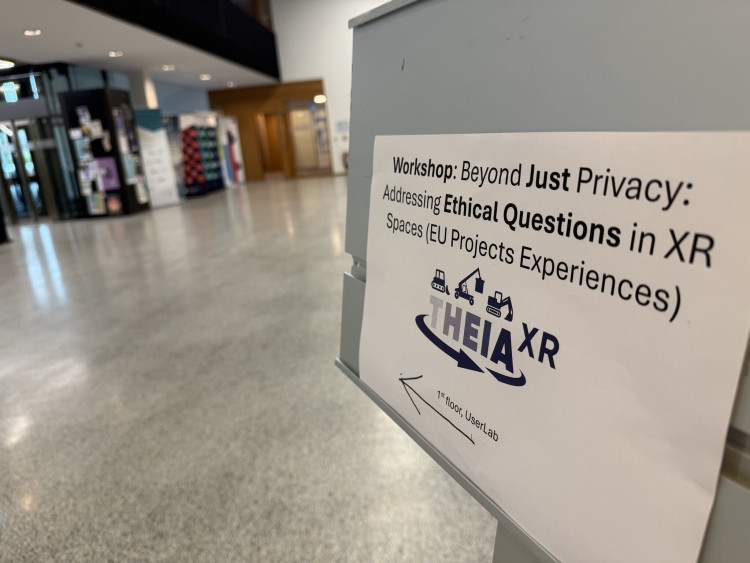 Workshop: Beyond Just Privacy:
Addressing Ethical Questions in XR
Spaces (EU Projects Experiences)
THEIA XR
1st floor, UserLab